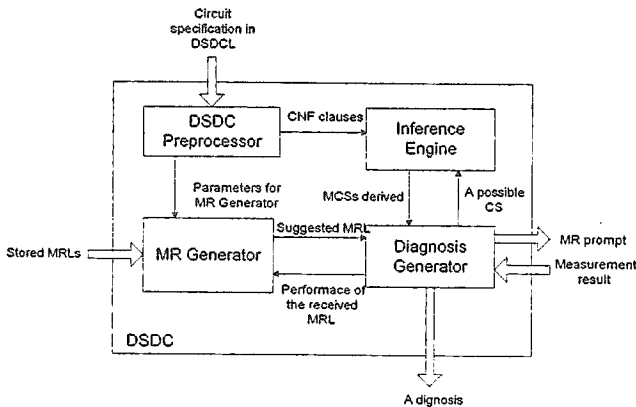 Circuit
specification in
DSDCL
DSDC
Preprocessor
CNF clauses
Inference
Engine
Parameters for
MR Generator
MCSs derived
A possible
CS
Stored MRLs
MR Generator
Suggested MRL
Diagnosis
Generator
MR prompt
Measurement
result
Performace of
the received
MRL
DSDC
A dignosis